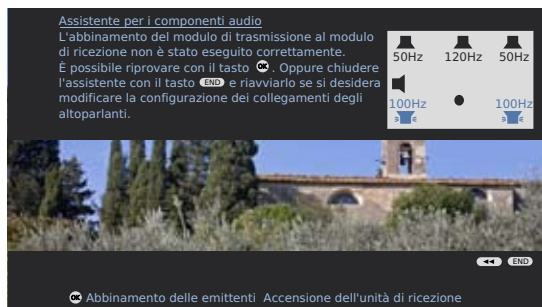 Assistente per i componenti audio
L'abbinamento del modulo di trasmissione al modulo
di ricezione non è stato eseguito correttamente.
È possibile riprovare con il tasto OK. Oppure chiudere
l'assistente con il tasto END e riavviarlo se si desidera
modificare la configurazione dei collegamenti degli
altoparlanti.
50Hz 120Hz 50Hz
100Hz 100Hz
END
OK Abbinamento delle emittenti Accensione dell'unità di ricezione